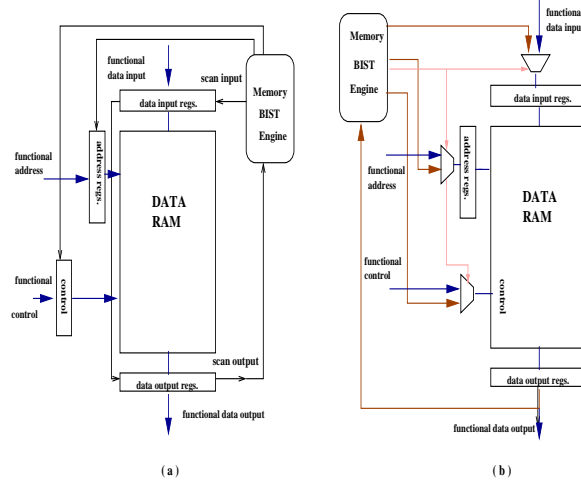 functional
data input
scan input
Memory
BIST
Engine
data input regs.
address regs.
functional
address
DATA
RAM
functional
control
control
scan output
data output regs.
functional data output
( a )
functional
data input
Memory
BIST
Engine
data input regs.
address regs.
functional
address
DATA
RAM
functional
control
control
data output regs.
functional data output
( b )